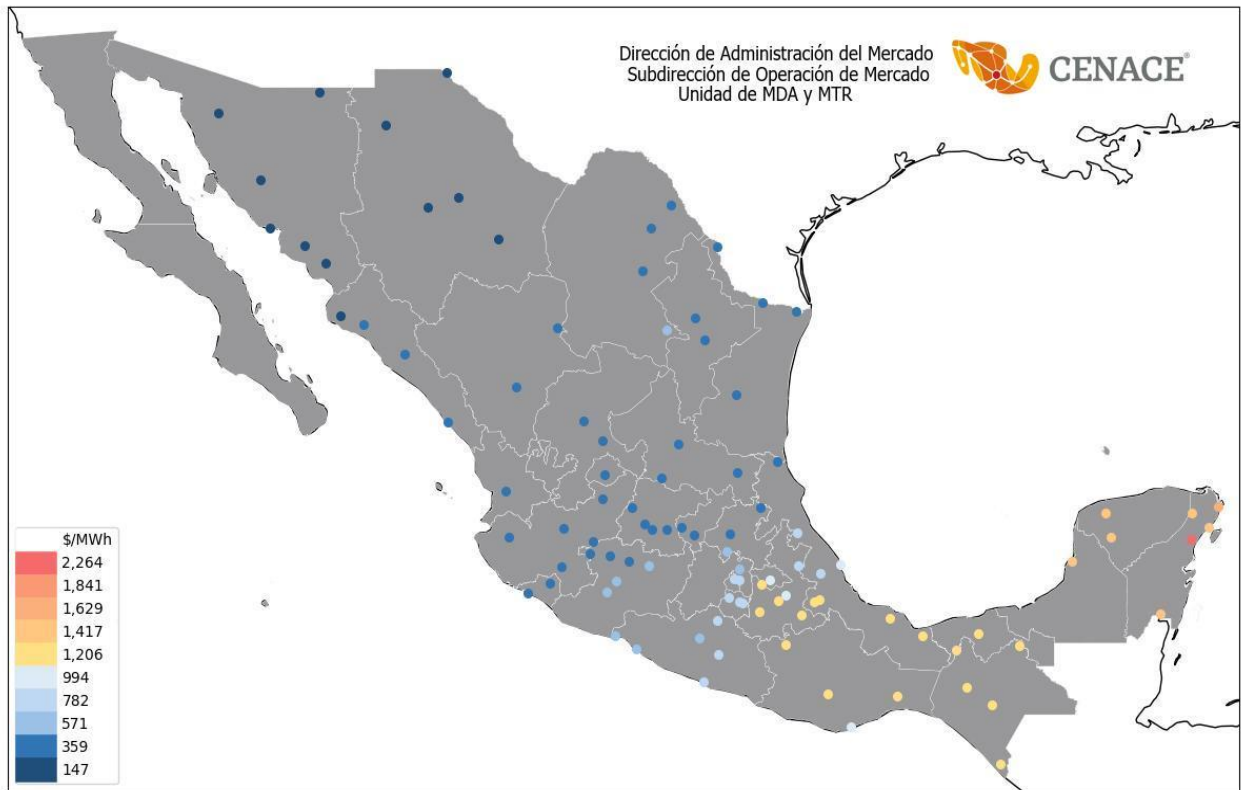 Dirección de Administración del Mercado
Subdirección de Operación de Mercado
Unidad de MDA y MTR
CENACE
$/MWh
2,264
1,841
1,629
1,417
1,206
994
782
571
359
147